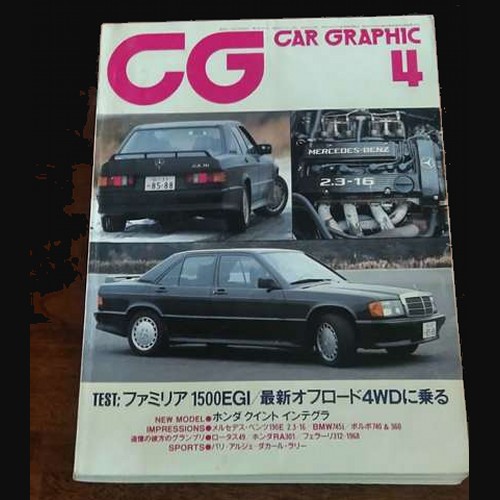 CG CAR GRAPHIC
4
2.3-16
85-88
MERCEDES-BENZ
2.3-16
TEST; ファミリア 1500EGI/最新オフロード4WDに乗る
NEW MODEL●ホンダ クイント インテグラ
IMPRESSIONS●メルセデス・ベンツ190E 2.3-16/BMW745i/ボルボ740 & 360
追憶の彼方のグランプリ●ロータス49/ホンダRA301/フェラーリ312・1968
SPORTS●パリ・アルジェ・ダカール・ラリー